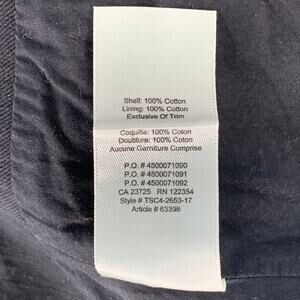 Shell: 100% Cotton
Lining: 100% Cotton
Exclusive Of Trim
Coquille: 100% Coton
Doublure: 100% Coton
Aucune Garniture Comprise
P.O. # 4500071090
P.O. # 4500071091
P.O. # 4500071092
CA 23725 RN 122354
Style # TSC4-2653-17
Article # 63398